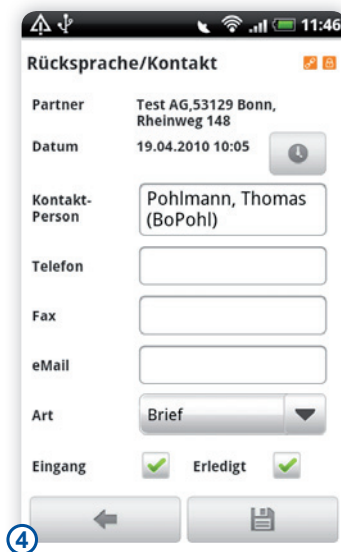 11:46
Rücksprache/Kontakt
Partner Test AG,53129 Bonn,
Rheinweg 148
Datum 19.04.2010 10:05
Kontakt-
Person
Pohlmann, Thomas
(BoPohl)
Telefon
Fax
eMail
Art Brief
Eingang Erledigt
4